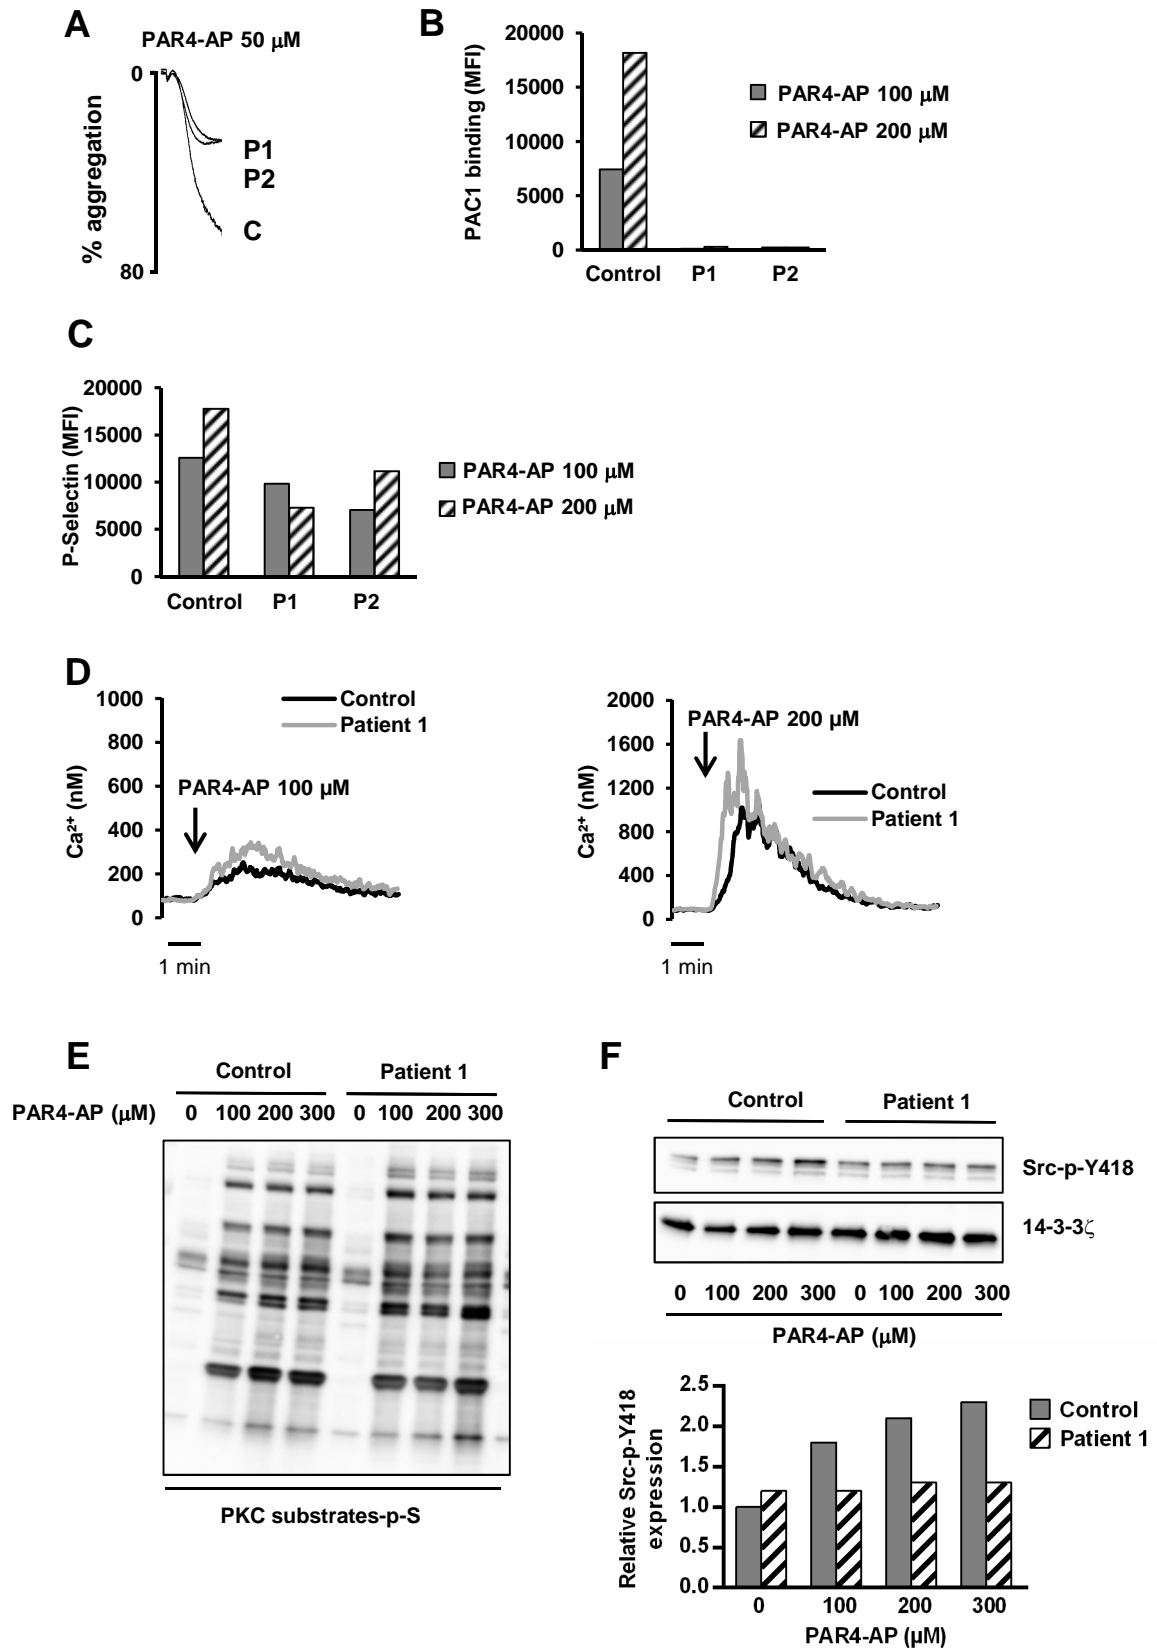 A
PAR4-AP 50 μM
0
% aggregation
80
P1
P2
C
B
20000
15000
10000
5000
0
PAC1 binding (MFI)
PAR4-AP 100 μM
PAR4-AP 200 μM
Control P1 P2
C
20000
15000
10000
5000
0
P-Selectin (MFI)
PAR4-AP 100 μM
PAR4-AP 200 μM
Control P1 P2
D
1000
800
600
400
200
0
Ca²⁺ (nM)
Control
Patient 1
PAR4-AP 100 μM
1 min
2000
1600
1200
800
400
0
Ca²⁺ (nM)
PAR4-AP 200 μM
Control
Patient 1
1 min
E
Control Patient 1
PAR4-AP (μM) 0 100 200 300 0 100 200 300
PKC substrates-p-S
F
Control Patient 1
Src-p-Y418
14-3-3ζ
0 100 200 300 0 100 200 300
PAR4-AP (μM)
2.5
2.0
1.5
1.0
0.5
0.0
Relative Src-p-Y418
expression
Control
Patient 1
0 100 200 300
PAR4-AP (μM)